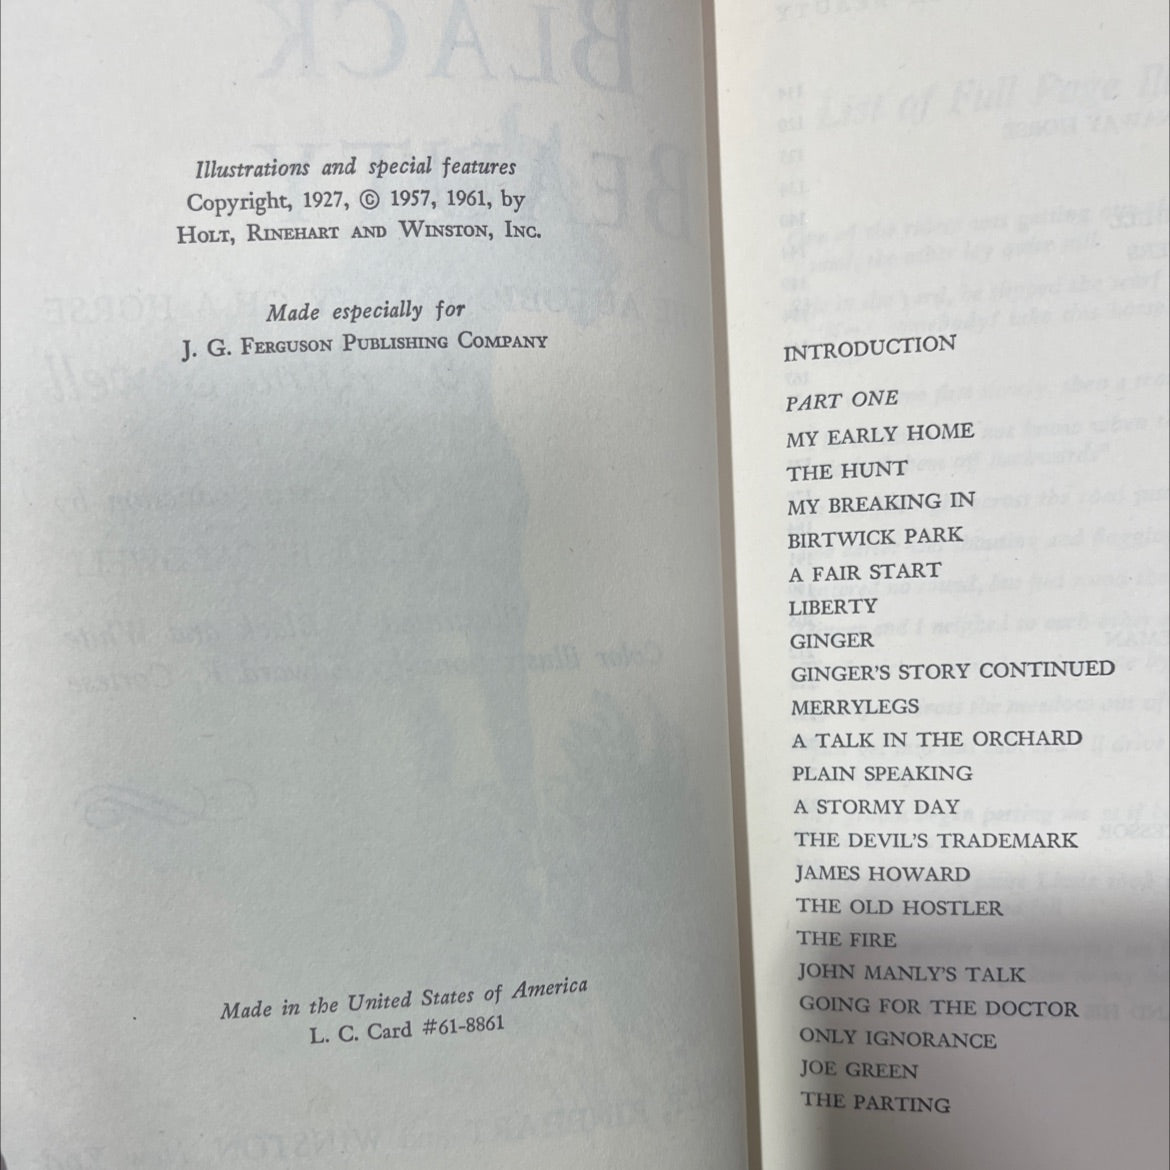 Illustrations and special features
Copyright, 1927, © 1957, 1961, by
HOLT, RINEHART AND WINSTON, INC.
Made especially for
J. G. FERGUSON PUBLISHING COMPANY
Made in the United States of America
L. C. Card #61-8861
INTRODUCTION
PART ONE
MY EARLY HOME
THE HUNT
MY BREAKING IN
BIRTWICK PARK
A FAIR START
LIBERTY
GINGER
GINGER'S STORY CONTINUED
MERRYLEGS
A TALK IN THE ORCHARD
PLAIN SPEAKING
A STORMY DAY
THE DEVIL'S TRADEMARK
JAMES HOWARD
THE OLD HOSTLER
THE FIRE
JOHN MANLY'S TALK
GOING FOR THE DOCTOR
ONLY IGNORANCE
JOE GREEN
THE PARTING